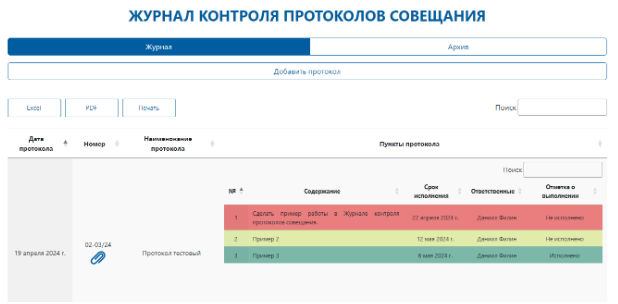 ЖУРНАЛ КОНТРОЛЯ ПРОТОКОЛОВ СОВЕЩАНИЯ
Журнал Архив
Добавить протокол
Excel PDF Печать Поиск:
Дата протокола Номер Наименование протокола Пункты протокола
Поиск
№ Содержание Срок исполнения Ответственные Отметка о выполнении
1 Сделать пример работы в Журнале контроля протоколов совещания. 22 апреля 2024 г. Даниил Филин Не исполнено
2 Пример 2 12 мая 2024 г. Даниил Филин Не исполнено
19 апреля 2024 г. 02-03/24 Протокол тестовый
3 Пример 3 6 мая 2024 г. Даниил Филин Исполнено